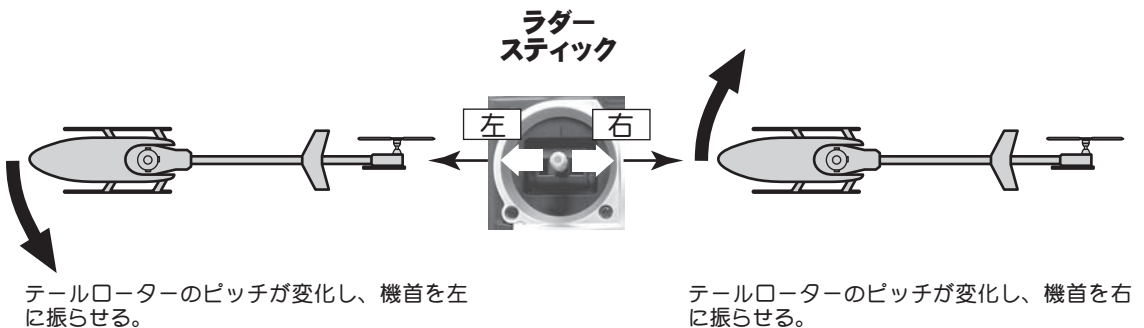 ラダー
スティック
左
右
テールローターのピッチが変化し、機首を左
に振らせる。
テールローターのピッチが変化し、機首を右
に振らせる。